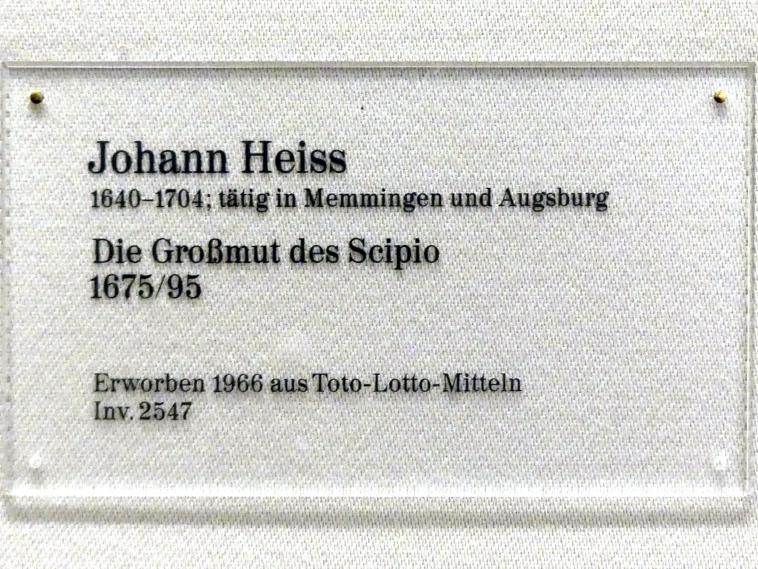 Johann Heiss
1640–1704; tätig in Memmingen und Augsburg
Die Großmut des Scipio
1675/95
Erworben 1966 aus Toto-Lotto-Mitteln
Inv. 2547